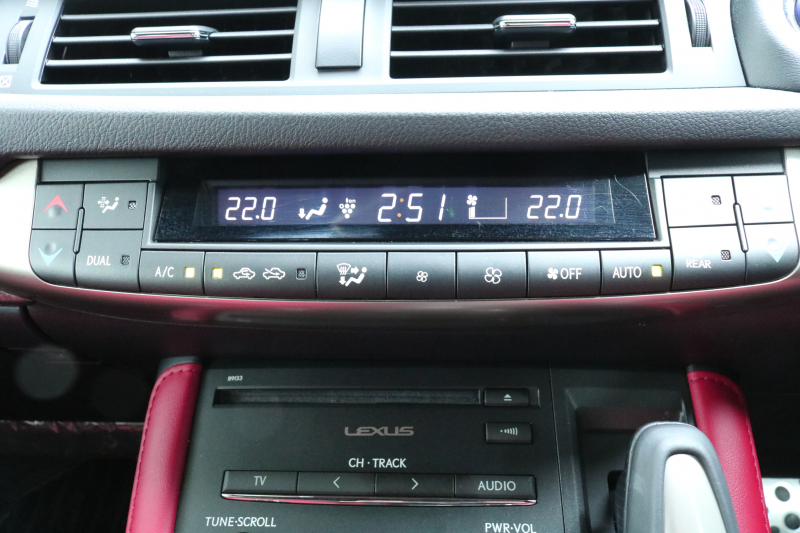 22.0 2:51 22.0
DUAL A/C OFF AUTO REAR
89133
LEXUS
CH · TRACK
TV < > AUDIO
TUNE·SCROLL PWR·VOL